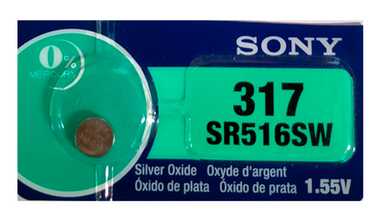 SONY
0%
MERCURY
317
SR516SW
Silver Oxide Oxyde d'argent
Óxido de plata Óxido de prata 1.55V